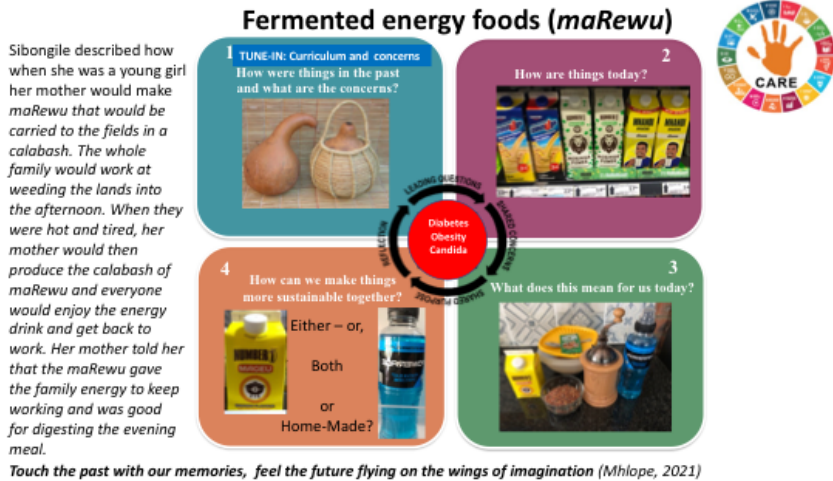 Fermented energy foods (maRewu)
Sibongile described how
when she was a young girl
her mother would make
maRewu that would be
carried to the fields in a
calabash. The whole
family would work at
weeding the lands into
the afternoon. When they
were hot and tired, her
mother would then
produce the calabash of
maRewu and everyone
would enjoy the energy
drink and get back to
work. Her mother told her
that the maRewu gave
the family energy to keep
working and was good
for digesting the evening
meal.
1
TUNE-IN: Curriculum and concerns
How were things in the past
and what are the concerns?
2
How are things today?
CARE
LEADING QUESTIONS
SHARED CONCERNS
SHARED PURPOSE
REFLECTION
Diabetes
Obesity
Candida
4
How can we make things
more sustainable together?
NUMBER 1
MAGEU
Either – or,
Both
or
Home-Made?
3
What does this mean for us today?
Touch the past with our memories, feel the future flying on the wings of imagination (Mhlope, 2021)